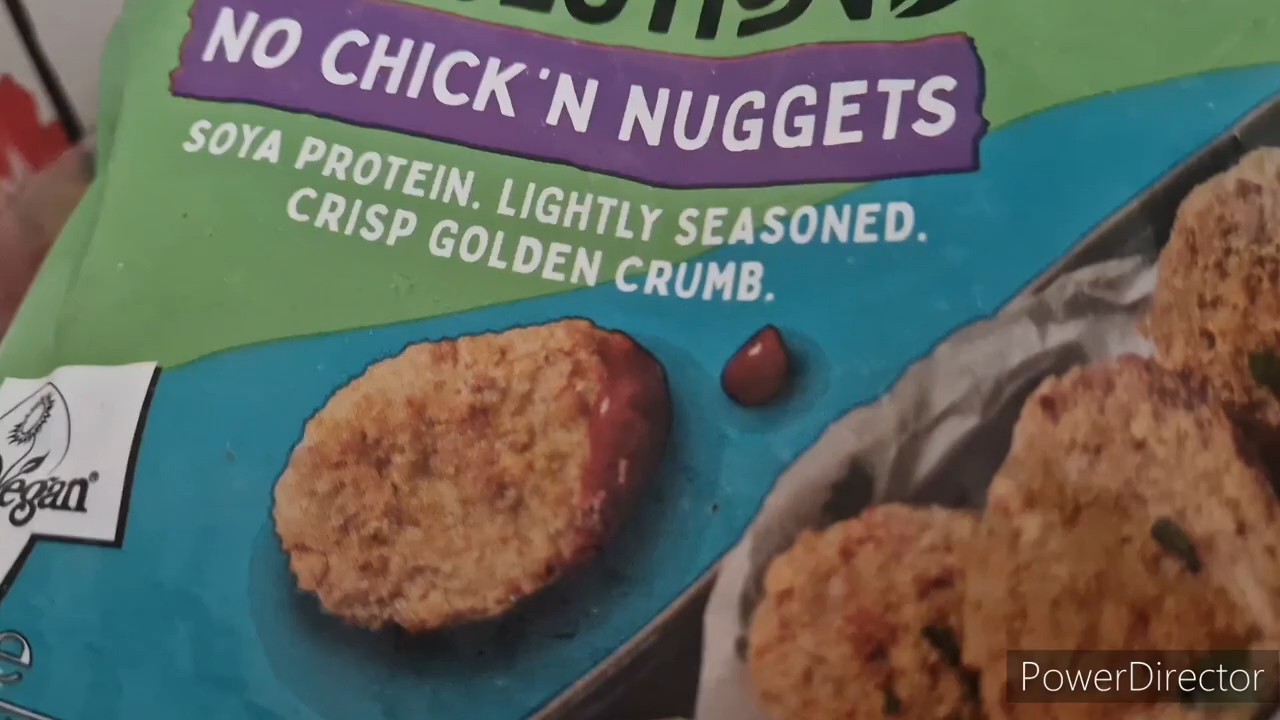 NO CHICK'N NUGGETS
SOYA PROTEIN. LIGHTLY SEASONED.
CRISP GOLDEN CRUMB.
Vegan®
PowerDirector